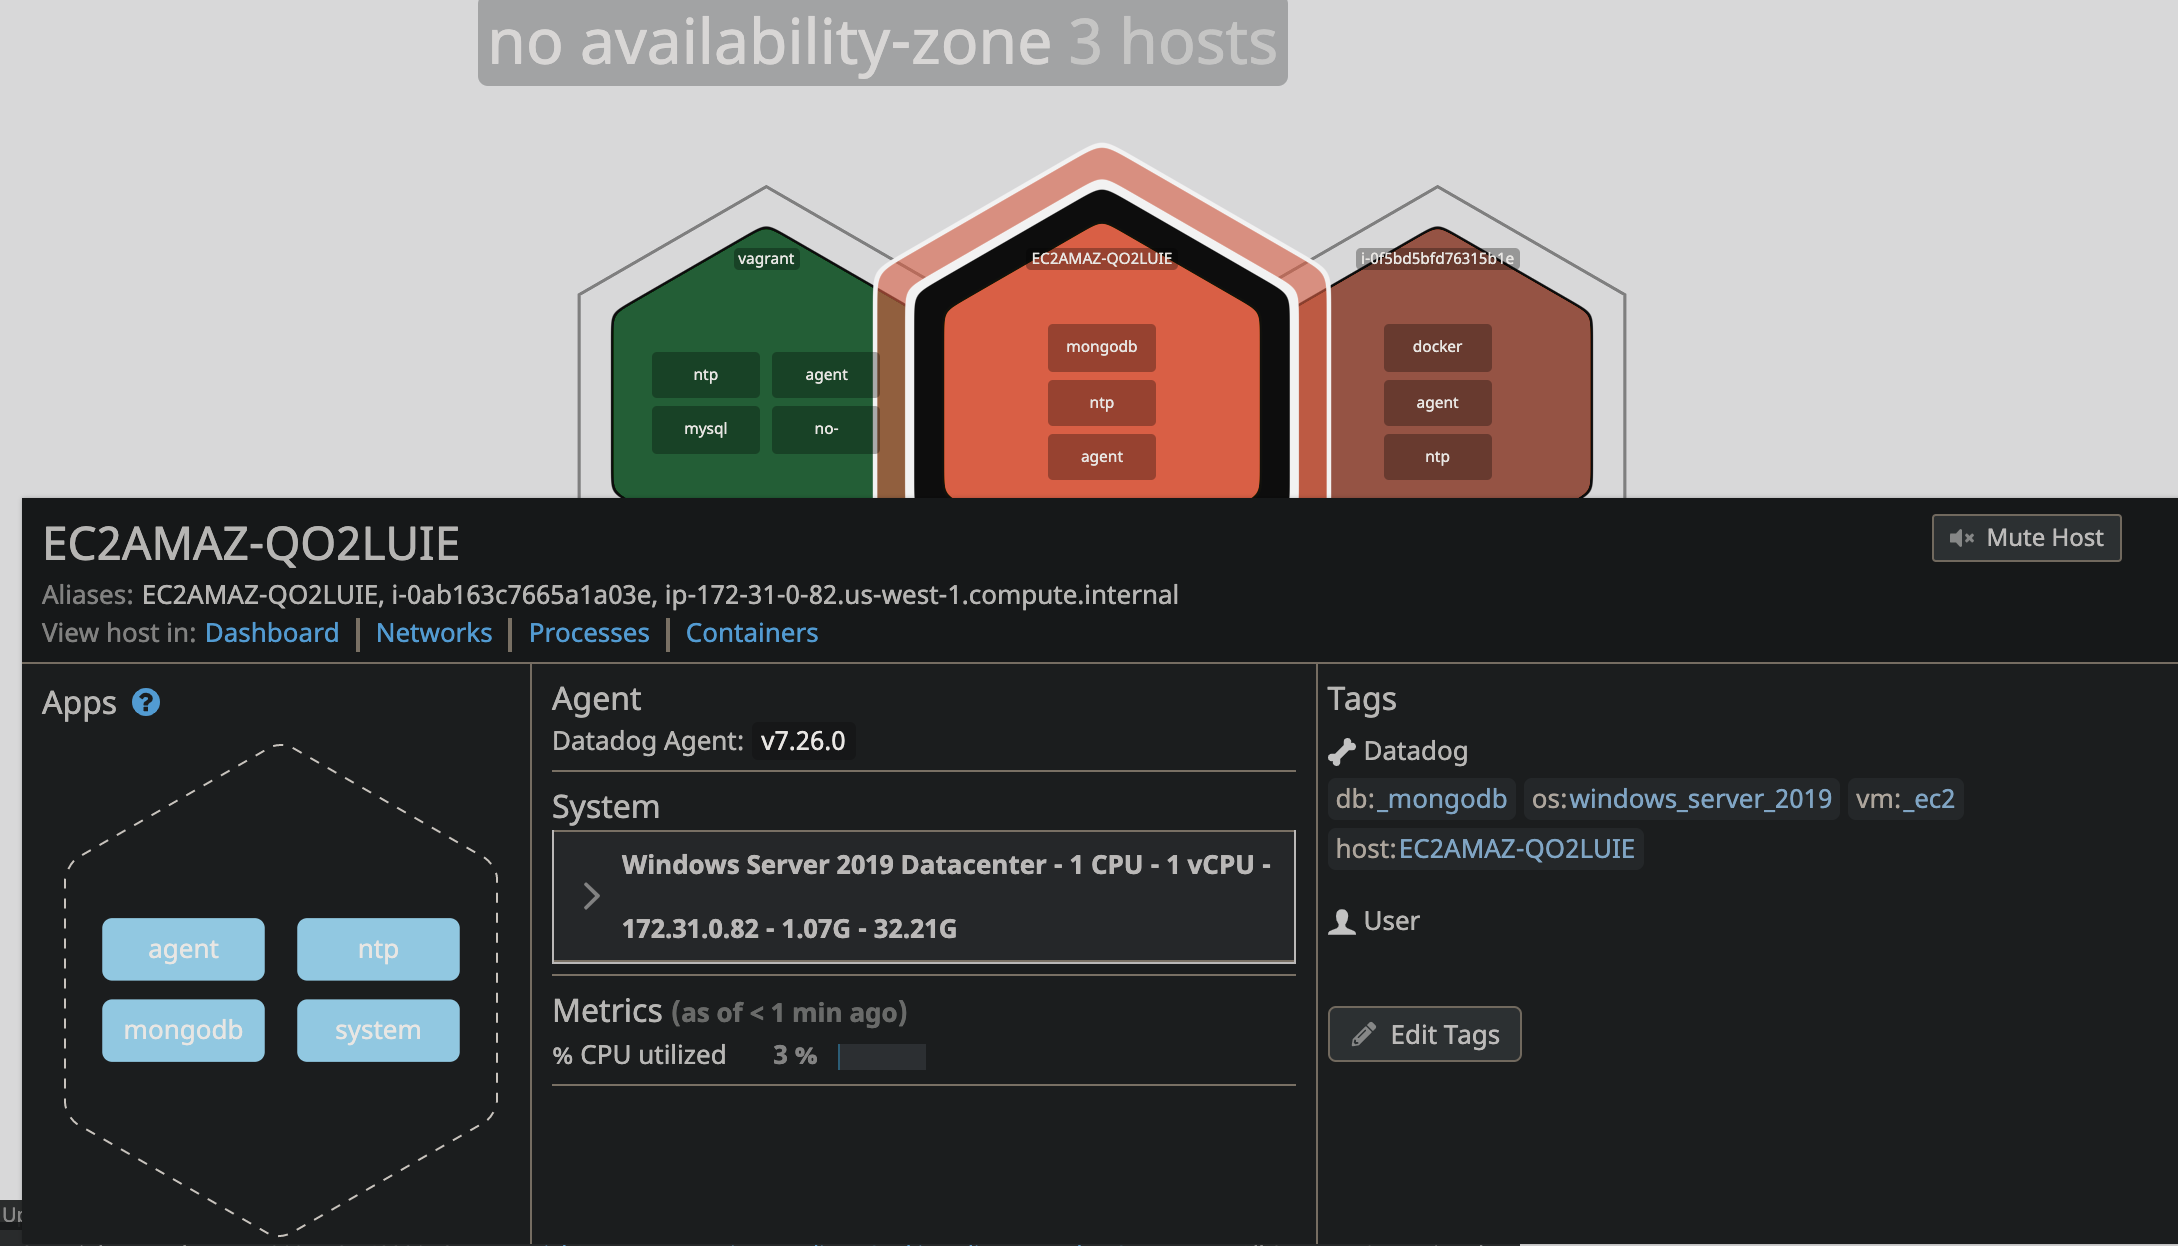 no availability-zone 3 hosts
vagrant
EC2AMAZ-QO2LUIE
i-0f5bd5bfd76315b1e
ntp
agent
mysql
no-
mongodb
ntp
agent
docker
agent
ntp
EC2AMAZ-QO2LUIE
Mute Host
Aliases: EC2AMAZ-QO2LUIE, i-0ab163c7665a1a03e, ip-172-31-0-82.us-west-1.compute.internal
View host in: Dashboard | Networks | Processes | Containers
Apps ?
agent
ntp
mongodb
system
Agent
Datadog Agent: v7.26.0
System
Windows Server 2019 Datacenter - 1 CPU - 1 vCPU -
172.31.0.82 - 1.07G - 32.21G
Metrics (as of < 1 min ago)
% CPU utilized 3 %
Tags
Datadog
db:_mongodb os:windows_server_2019 vm:_ec2
host:EC2AMAZ-QO2LUIE
User
Edit Tags